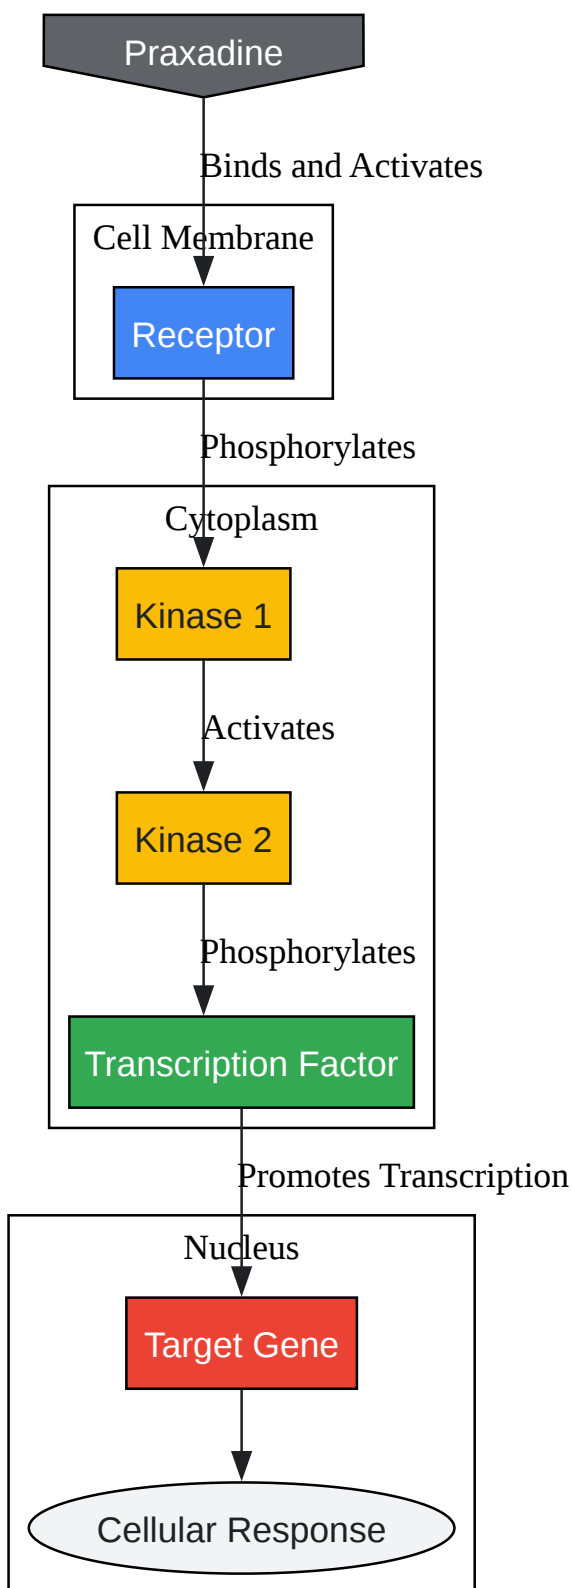 Praxadine
Binds and Activates
Cell Membrane
Receptor
Phosphorylates
Cytoplasm
Kinase 1
Activates
Kinase 2
Phosphorylates
Transcription Factor
Promotes Transcription
Nucleus
Target Gene
Cellular Response